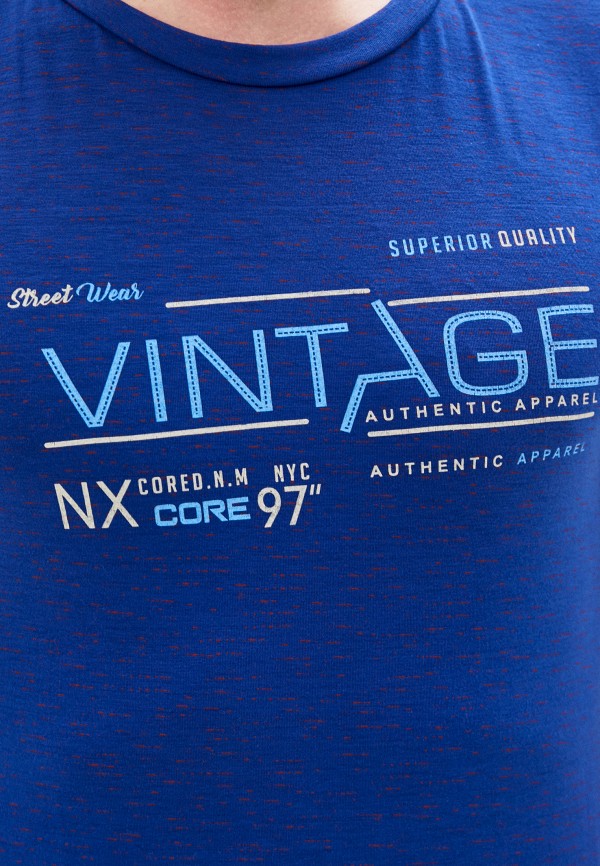 SUPERIOR QUALITY
Street Wear
VINTAGE
AUTHENTIC APPAREL
AUTHENTIC APPAREL
CORED.N.M NYC
NX CORE 97"